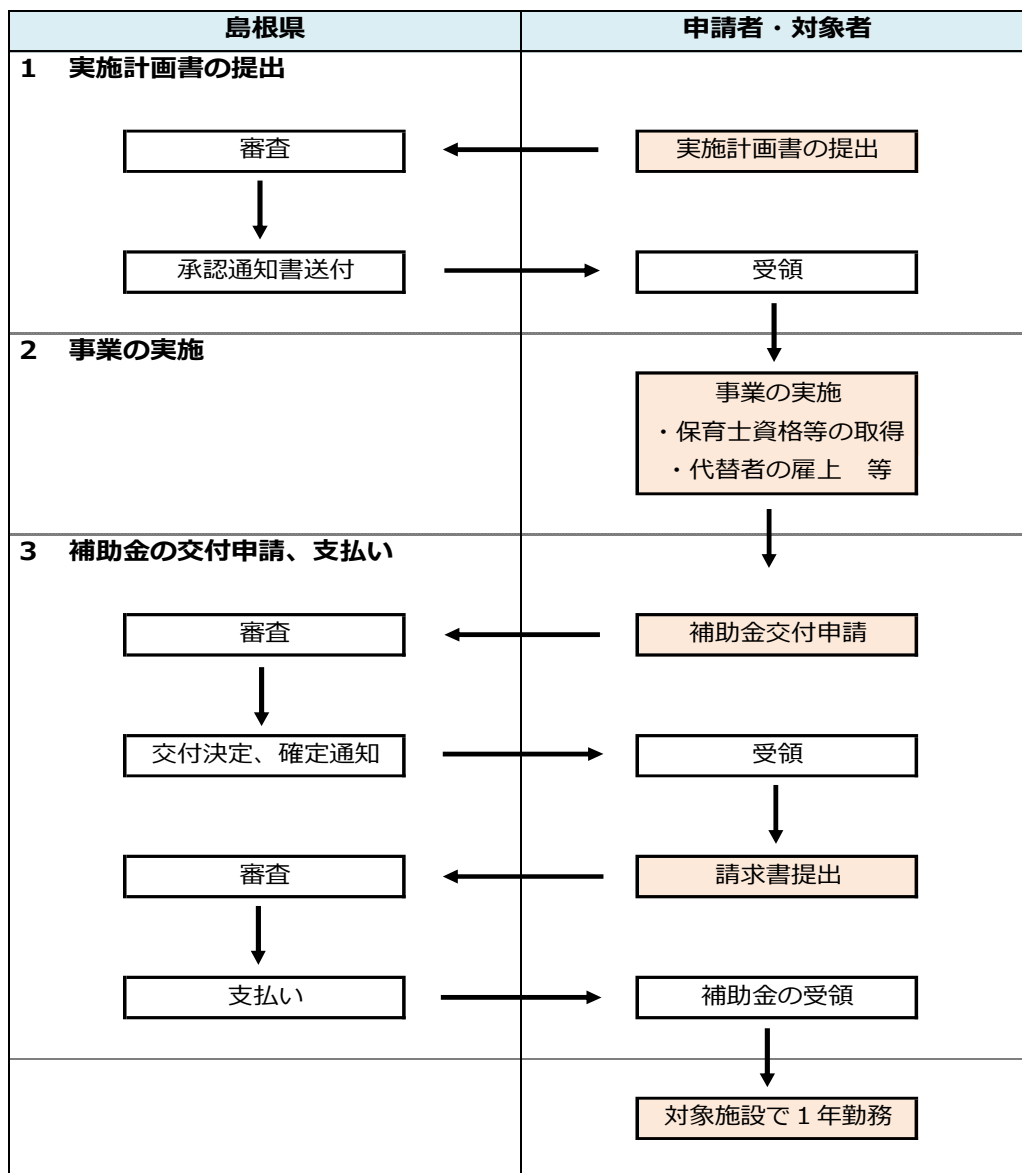 島根県
申請者・対象者
1 実施計画書の提出
審査
実施計画書の提出
承認通知書送付
受領
2 事業の実施
事業の実施
・保育士資格等の取得
・代替者の雇上 等
3 補助金の交付申請、支払い
審査
補助金交付申請
交付決定、確定通知
受領
審査
請求書提出
支払い
補助金の受領
対象施設で1年勤務